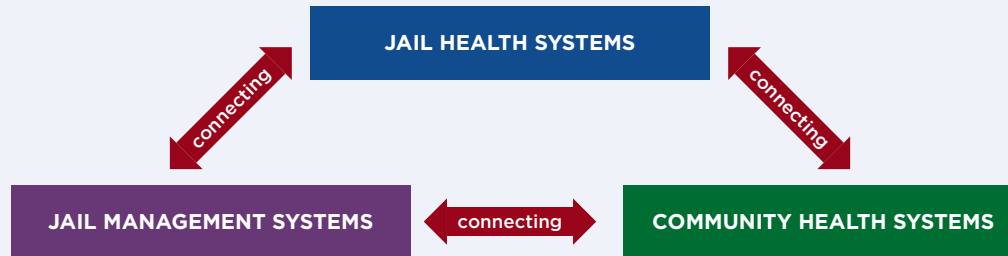 JAIL HEALTH SYSTEMS
connecting
connecting
JAIL MANAGEMENT SYSTEMS
connecting
COMMUNITY HEALTH SYSTEMS